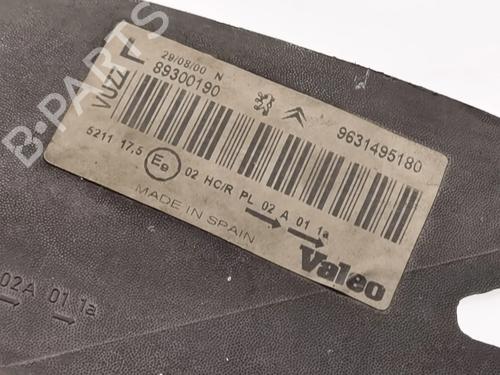 29/08/00 N
89300190
VUZZ
9631495180
5211 17.5 E9 02 HC/R PL 02 A 01 1a
MADE IN SPAIN
Valeo
02A 01 1a
B-PARTS